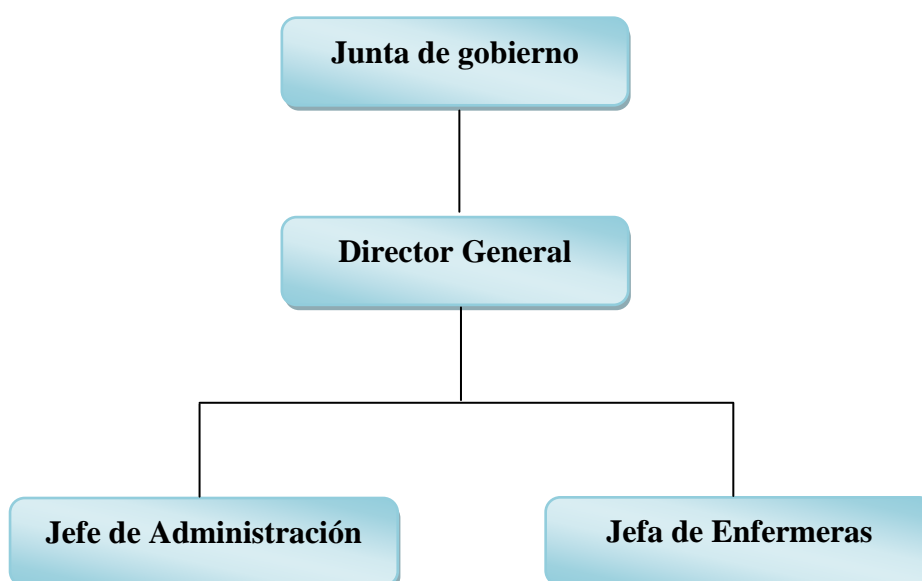 Junta de gobierno
Director General
Jefe de Administración
Jefa de Enfermeras